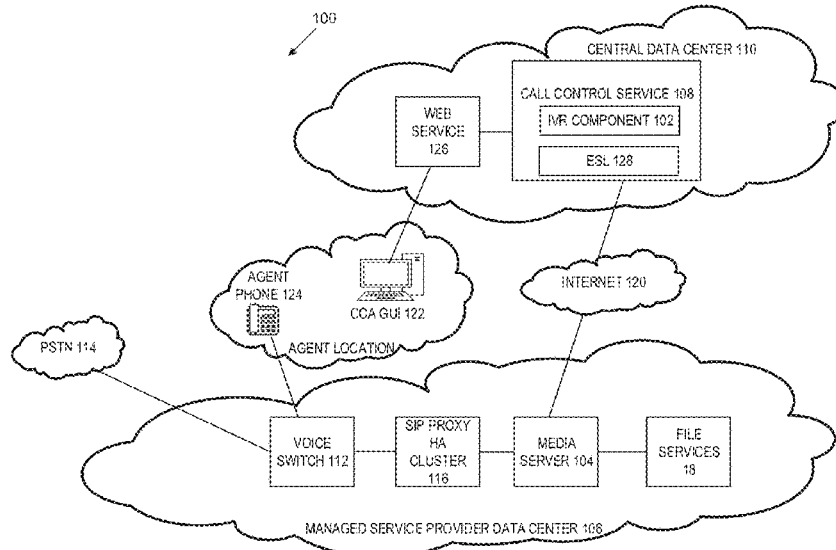 100
CENTRAL DATA CENTER 110
CALL CONTROL SERVICE 108
IVR COMPONENT 102
ESL 128
WEB
SERVICE
126
AGENT
PHONE 124
CCA GUI 122
AGENT LOCATION
INTERNET 120
PSTN 114
VOICE
SWITCH 112
SIP PROXY
HA
CLUSTER
116
MEDIA
SERVER 104
FILE
SERVICES
18
MANAGED SERVICE PROVIDER DATA CENTER 106